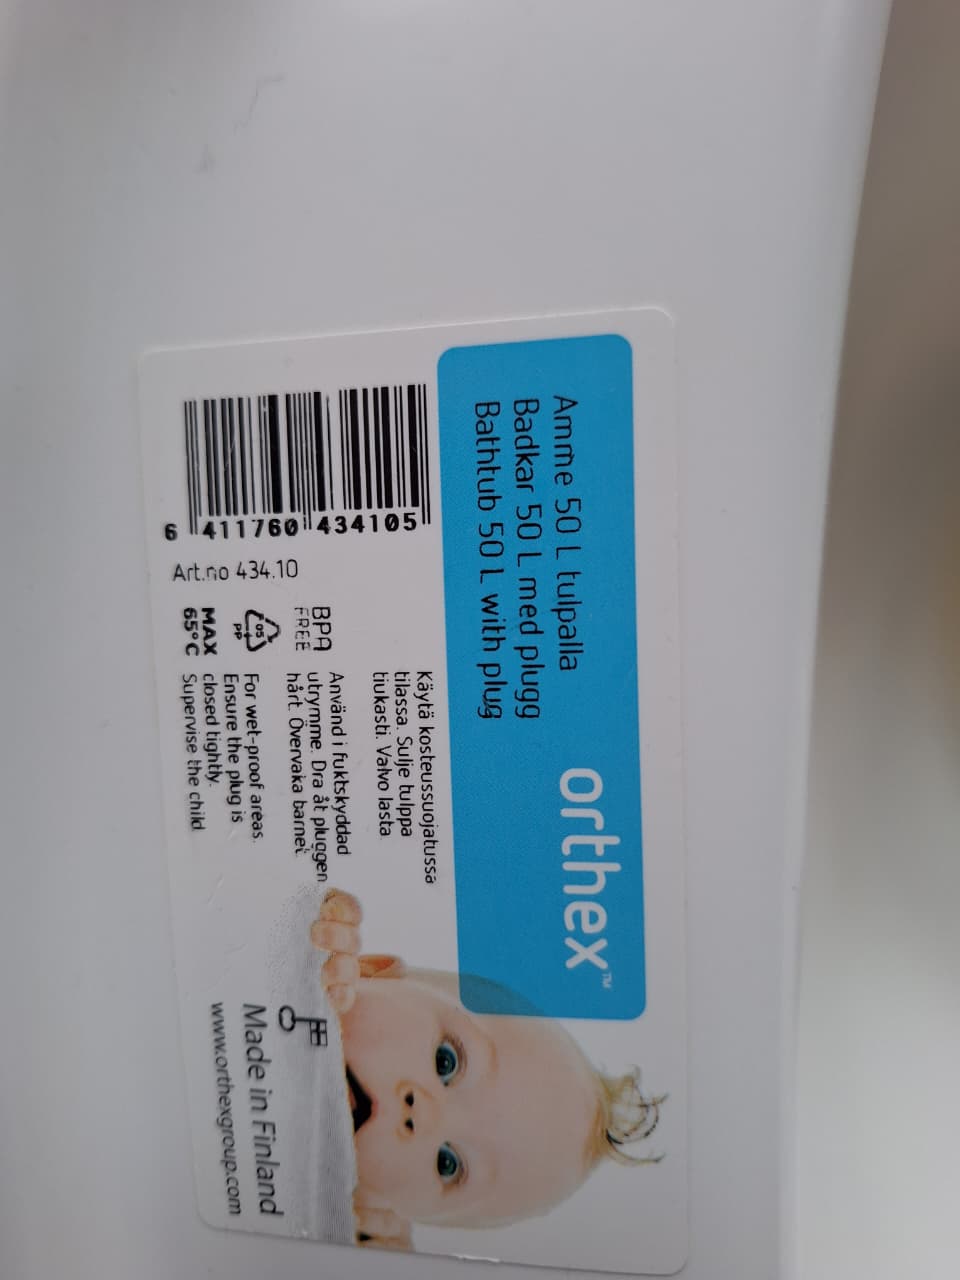 Amme 50 L tulpalla
Badkar 50 L med plugg
Bathtub 50 L with plug
orthex™
6 411760 434105
Art.no 434.10
BPA
FREE
05
PP
MAX
65°C
Käytä kosteussuojatussa
tilassa. Sulje tulppa
tiukasti. Valvo lasta.
Använd i fuktskyddad
utrymme. Dra åt pluggen
hårt. Övervaka barnet.
For wet-proof areas.
Ensure the plug is
closed tightly.
Supervise the child.
Made in Finland
www.orthexgroup.com